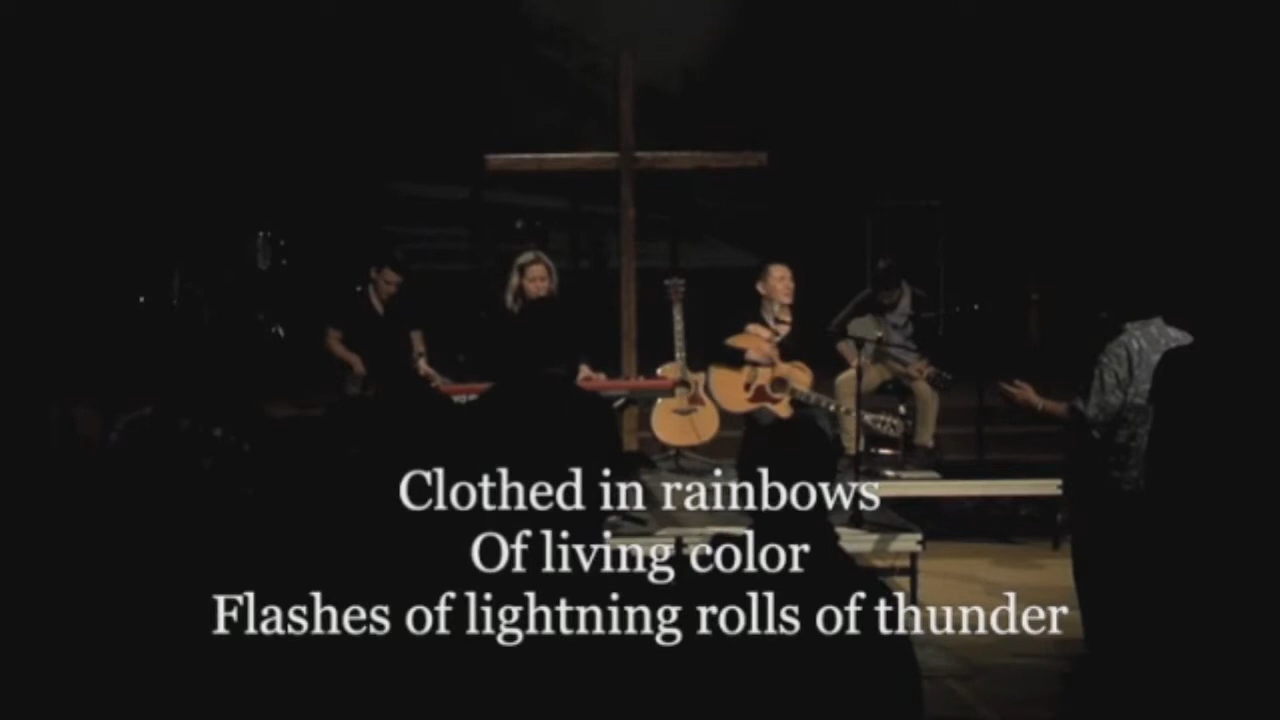 Clothed in rainbows
Of living color
Flashes of lightning rolls of thunder